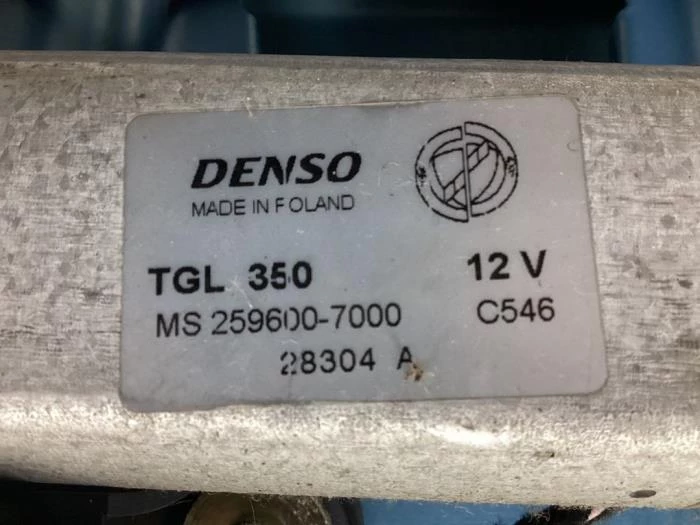 DENSO
MADE IN POLAND
TGL 350 12 V
MS 259600-7000 C546
28304 A